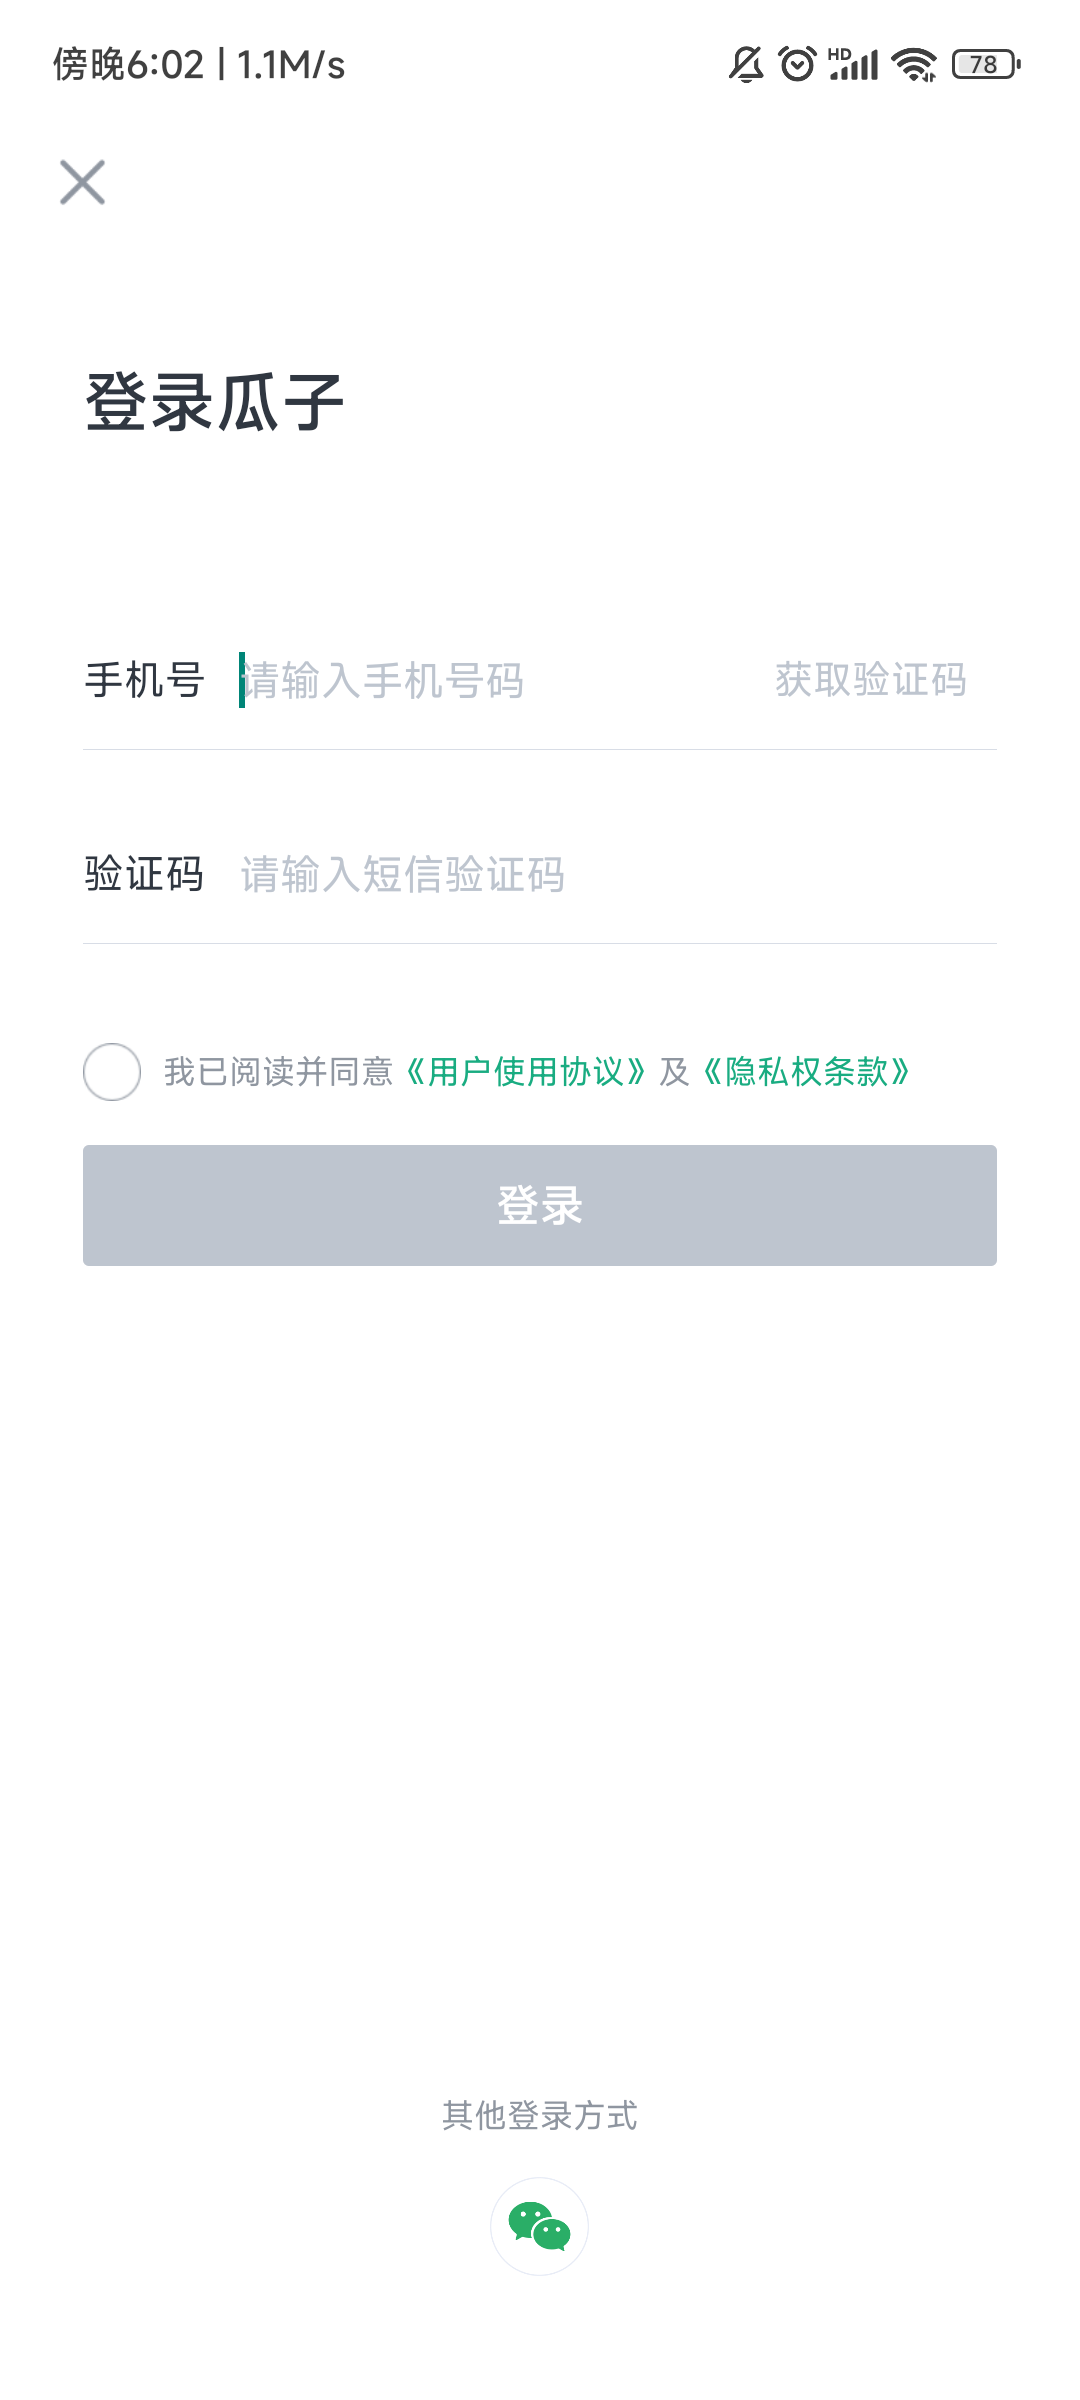 傍晚6:02 | 1.1M/s HD 78
登录瓜子
手机号 请输入手机号码 获取验证码
验证码 请输入短信验证码
我已阅读并同意《用户使用协议》及《隐私权条款》
登录
其他登录方式